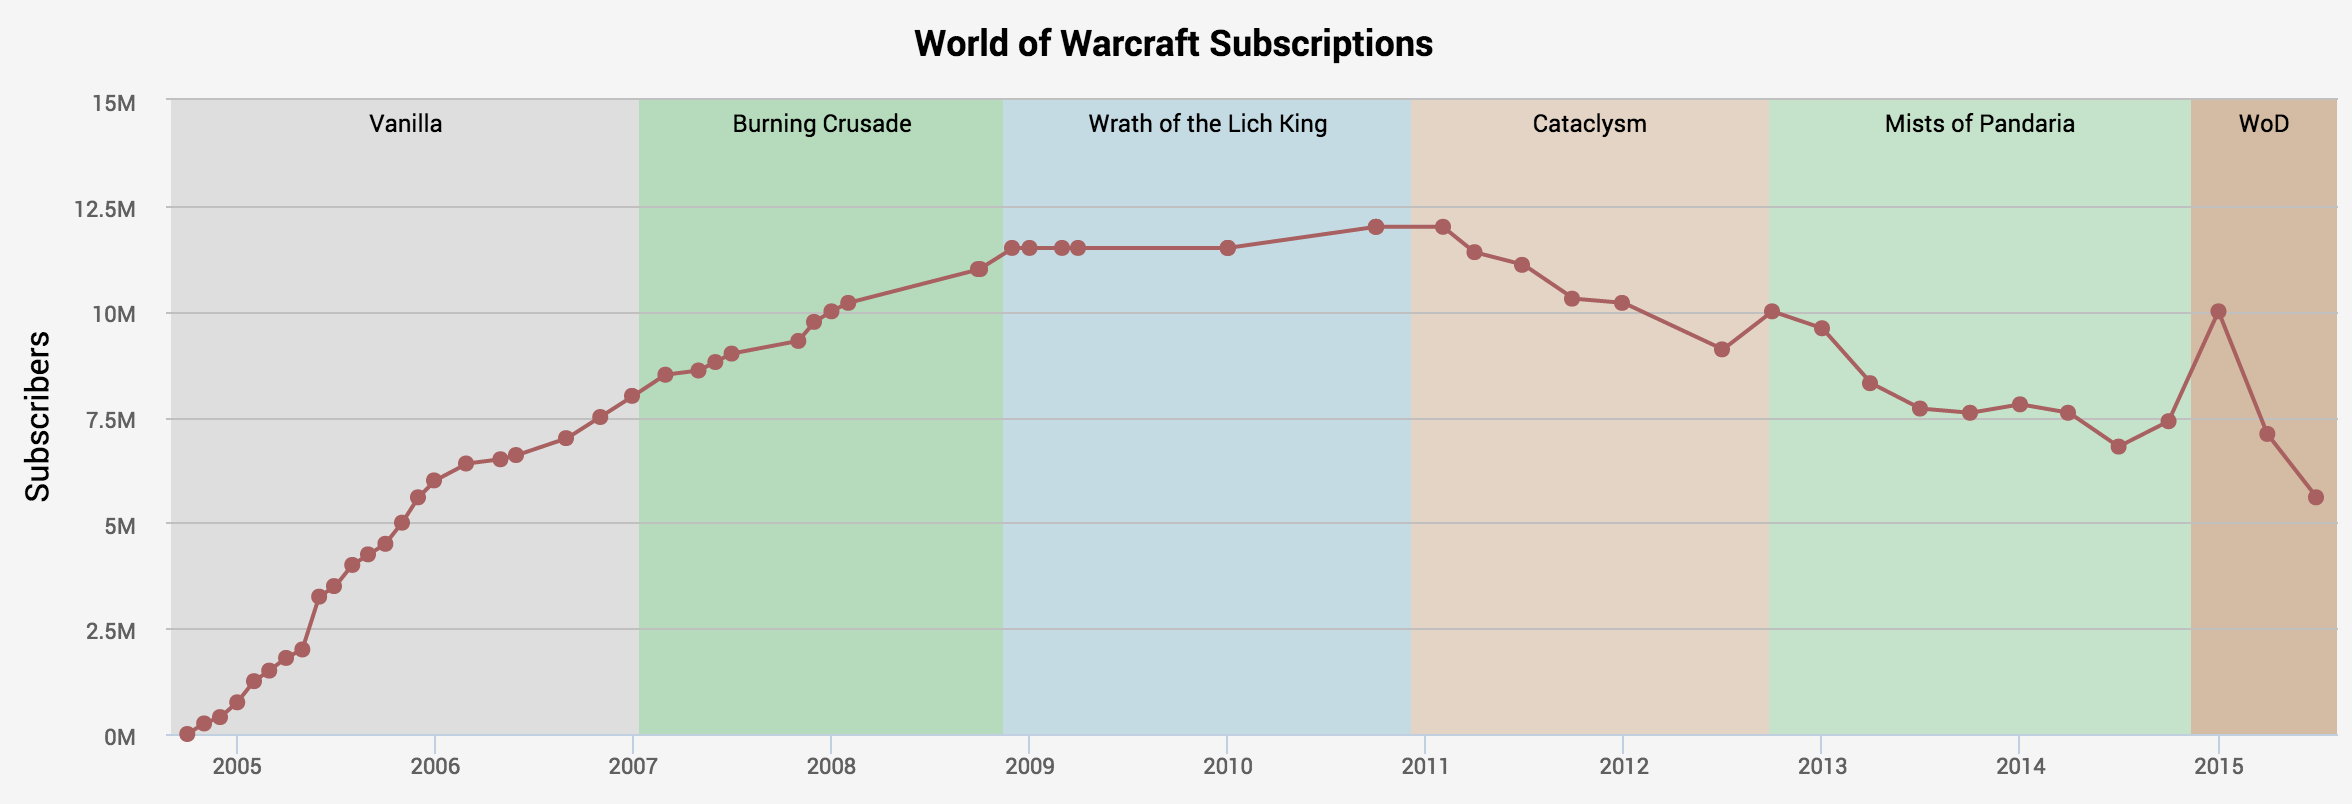 World of Warcraft Subscriptions
15M
12.5M
10M
7.5M
5M
2.5M
0M
Subscribers
Vanilla
Burning Crusade
Wrath of the Lich King
Cataclysm
Mists of Pandaria
WoD
2005
2006
2007
2008
2009
2010
2011
2012
2013
2014
2015